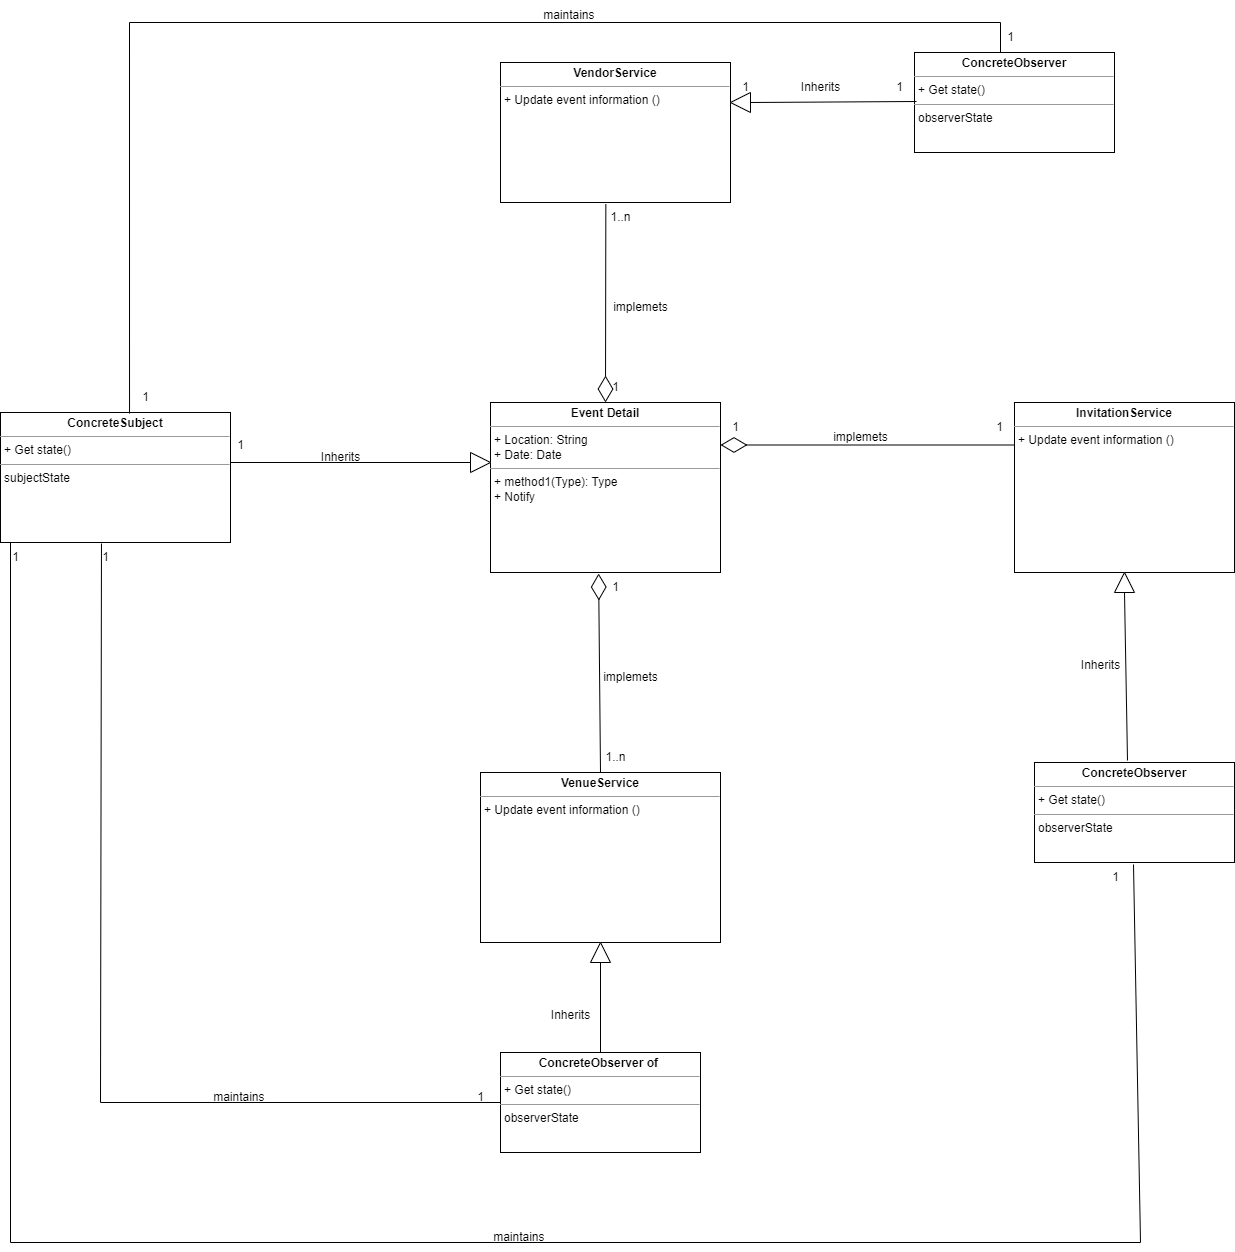 maintains
1
ConcreteObserver
+ Get state()
observerState
VendorService
+ Update event information ()
1
Inherits
1
1..n
implemets
1
1
ConcreteSubject
+ Get state()
subjectState
1
Inherits
Event Detail
+ Location: String
+ Date: Date
+ method1(Type): Type
+ Notify
1
implemets
1
InvitationService
+ Update event information ()
1
1
1
implemets
1..n
Inherits
VenueService
+ Update event information ()
ConcreteObserver
+ Get state()
observerState
1
Inherits
ConcreteObserver of
+ Get state()
observerState
maintains
1
maintains